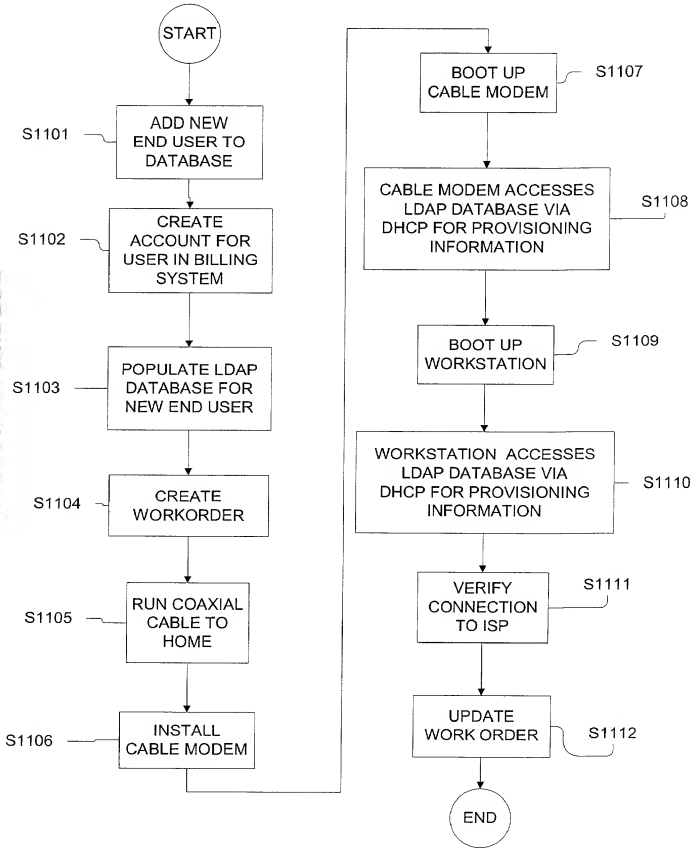 START
S1101
ADD NEW
END USER TO
DATABASE
S1102
CREATE
ACCOUNT FOR
USER IN BILLING
SYSTEM
S1103
POPULATE LDAP
DATABASE FOR
NEW END USER
S1104
CREATE
WORKORDER
S1105
RUN COAXIAL
CABLE TO
HOME
S1106
INSTALL
CABLE MODEM
BOOT UP
CABLE MODEM
S1107
CABLE MODEM ACCESSES
LDAP DATABASE VIA
DHCP FOR PROVISIONING
INFORMATION
S1108
BOOT UP
WORKSTATION
S1109
WORKSTATION ACCESSES
LDAP DATABASE VIA
DHCP FOR PROVISIONING
INFORMATION
S1110
VERIFY
CONNECTION
TO ISP
S1111
UPDATE
WORK ORDER
S1112
END